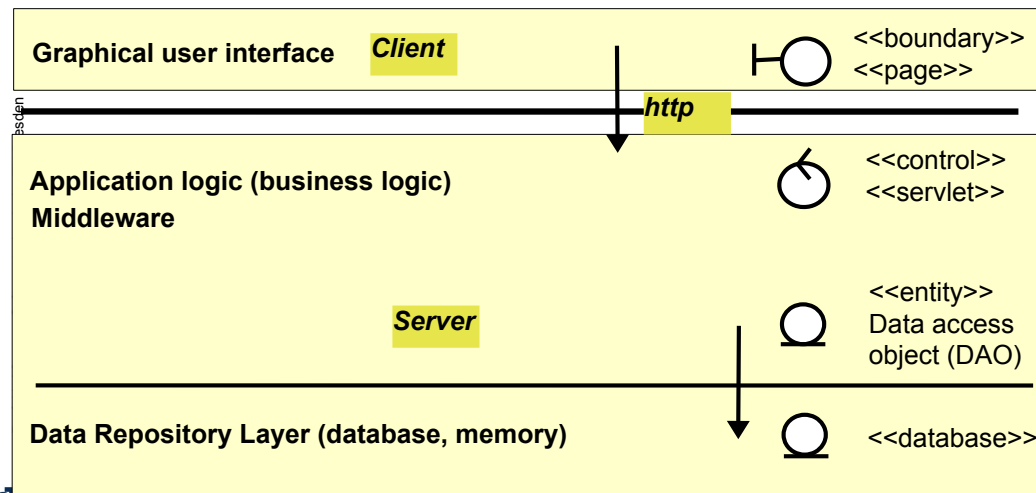 Graphical user interface
Client
<<boundary>>
<<page>>
esden
http
Application logic (business logic)
Middleware
<<control>>
<<servlet>>
Server
<<entity>>
Data access
object (DAO)
Data Repository Layer (database, memory)
<<database>>